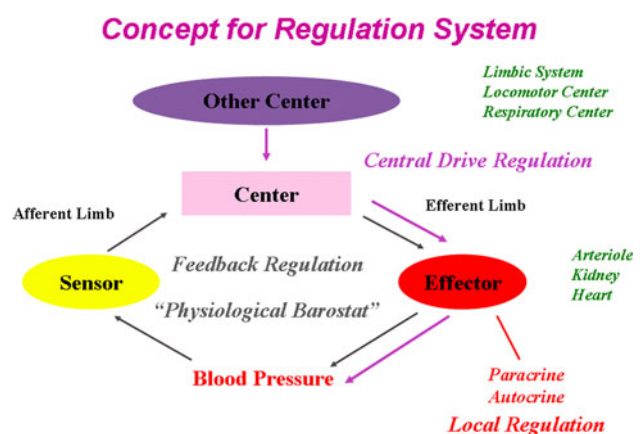 Concept for Regulation System
Other Center
Limbic System
Locomotor Center
Respiratory Center
Central Drive Regulation
Center
Afferent Limb
Efferent Limb
Sensor
Feedback Regulation
Effector
Arteriole
Kidney
Heart
“Physiological Barostat”
Blood Pressure
Paracrine
Autocrine
Local Regulation